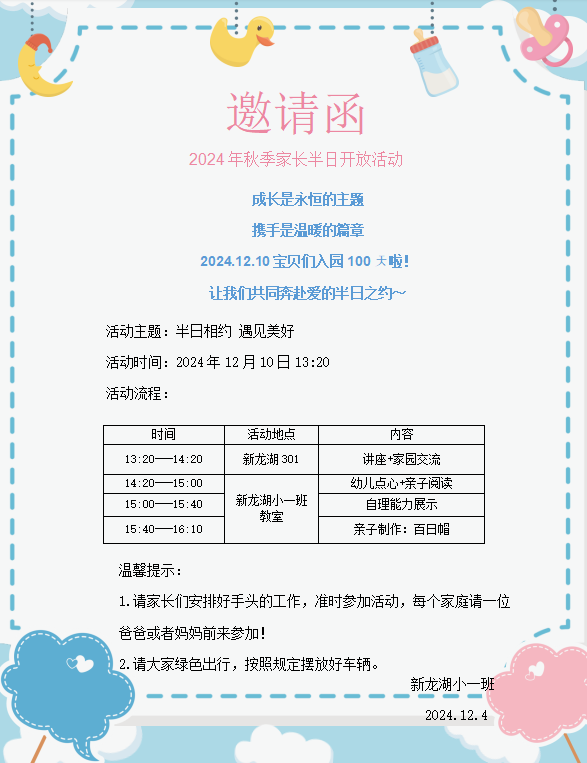 邀请函
2024年秋季家长半日开放活动
成长是永恒的主题
携手是温暖的篇章
2024.12.10宝贝们入园100天啦！
让我们共同奔赴爱的半日之约～
活动主题：半日相约 遇见美好
活动时间：2024年12月10日13:20
活动流程：
时间 活动地点 内容
13:20——14:20 新龙湖301 讲座+家园交流
14:20——15:00 新龙湖小一班教室 幼儿点心+亲子阅读
15:00——15:40 自理能力展示
15:40——16:10 亲子制作：百日帽
温馨提示：
1.请家长们安排好手头的工作，准时参加活动，每个家庭请一位
爸爸或者妈妈前来参加！
2.请大家绿色出行，按照规定摆放好车辆。
新龙湖小一班
2024.12.4